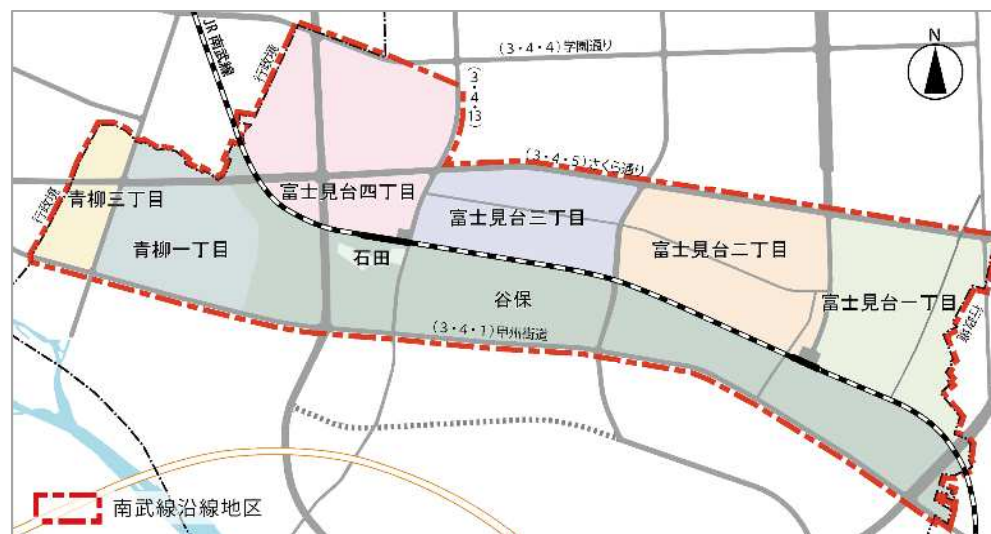 JR南武線
行政境
(3・4・4)学園通り
N
(3・4・13)
(3・4・5)さくら通り
行政境
青柳三丁目
富士見台四丁目
富士見台三丁目
青柳一丁目
石田
富士見台二丁目
谷保
富士見台一丁目
行政境
(3・4・1)甲州街道
南武線沿線地区